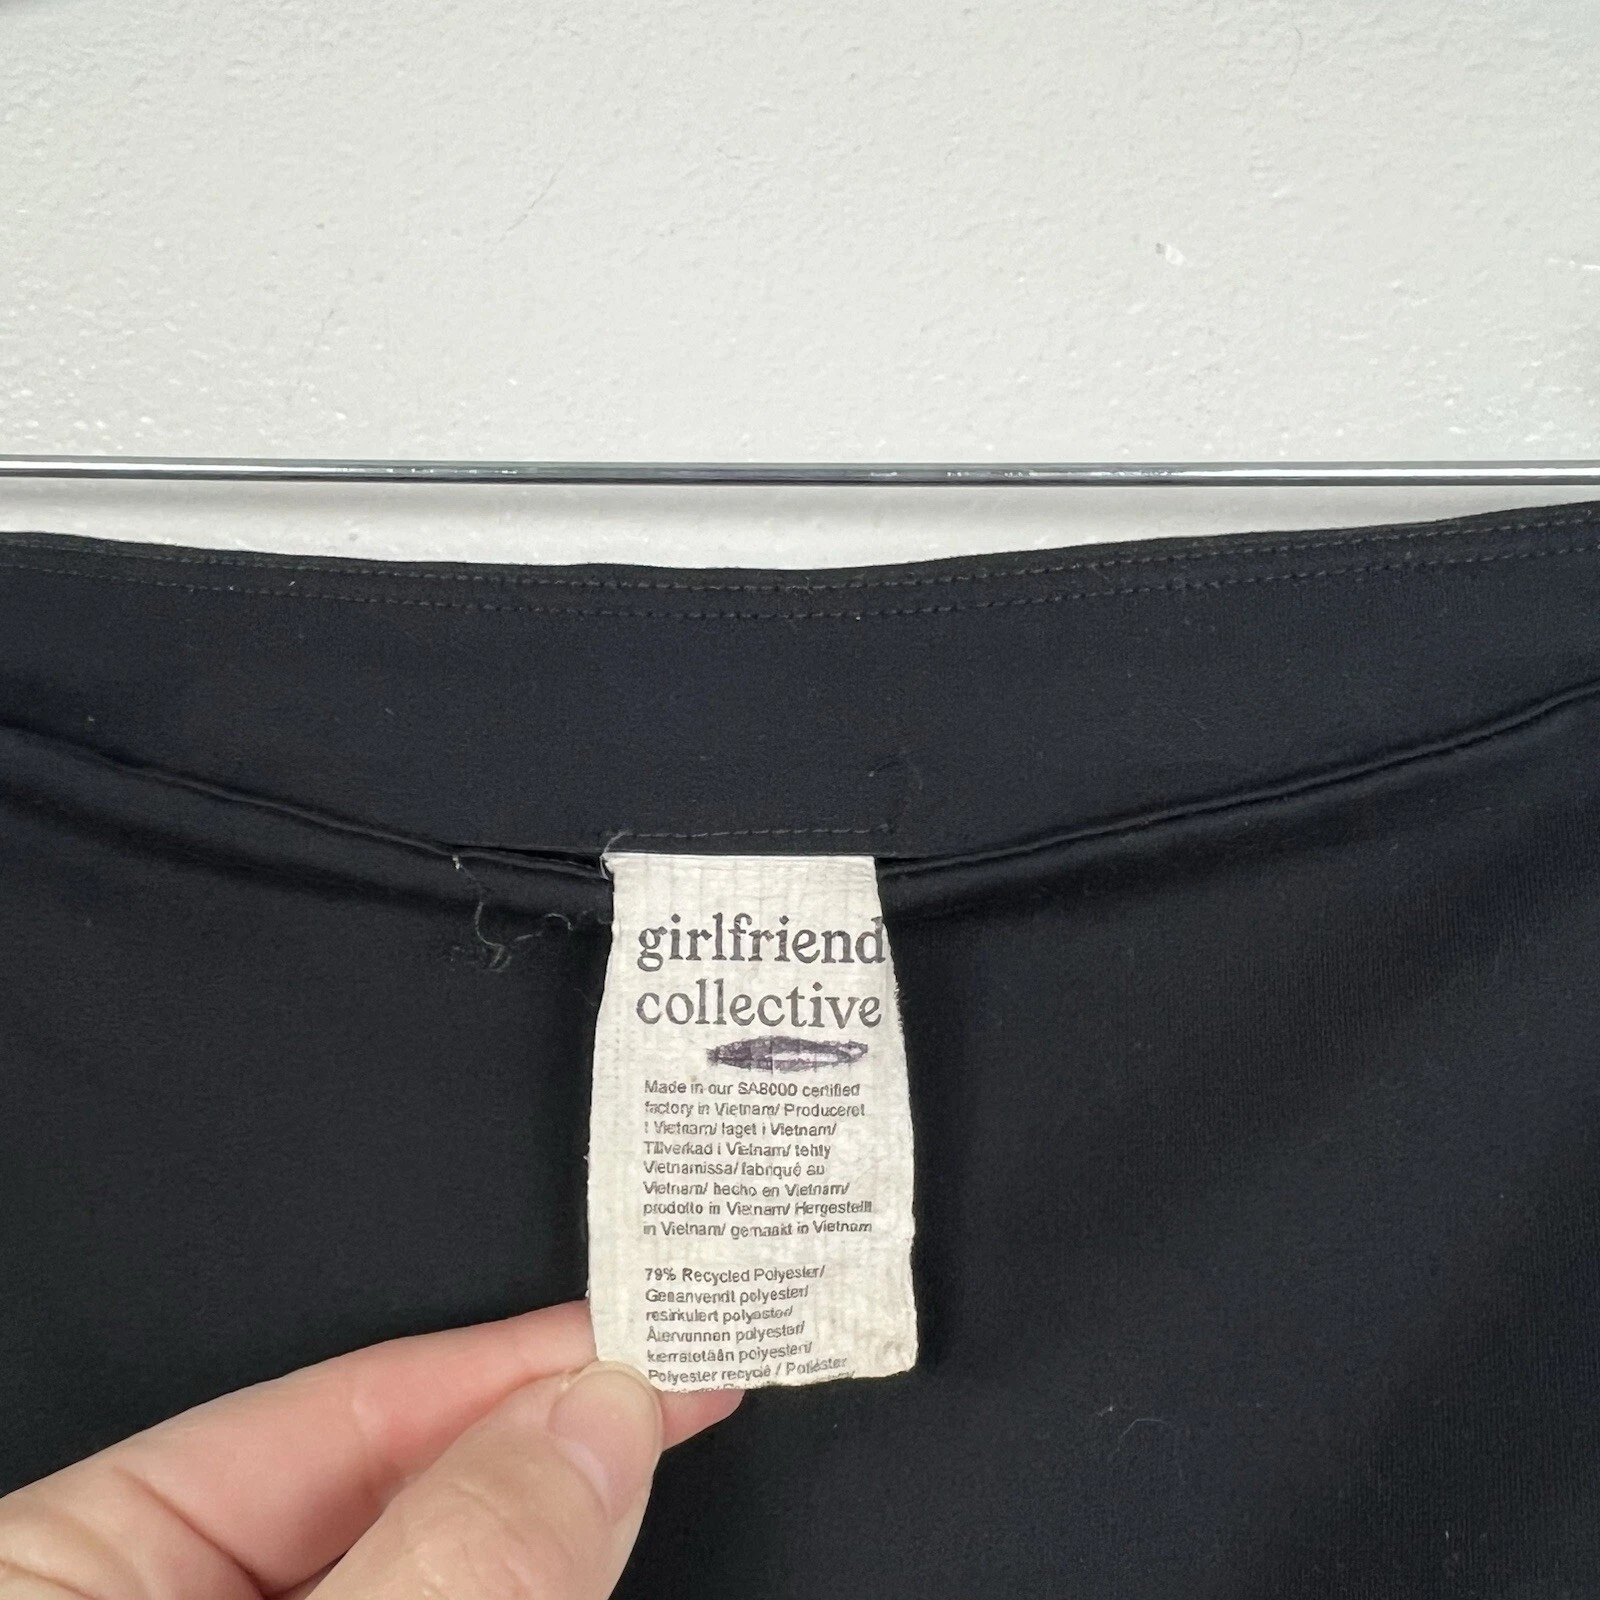 girlfriend
collective
Made in our SA8000 certified
factory in Vietnam/ Produceret
i Vietnam/ laget i Vietnam/
Tillverkad i Vietnam/ tehty
Vietnamissa/ fabriqué au
Vietnam/ hecho en Vietnam/
prodotto in Vietnam/ Hergestellt
in Vietnam/ gemaakt in Vietnam
79% Recycled Polyester/
Genanvendt polyester/
resirkulert polyester/
Återvunnen polyester/
kierrätetään polyesteri/
Polyester recyclé / Poliéster